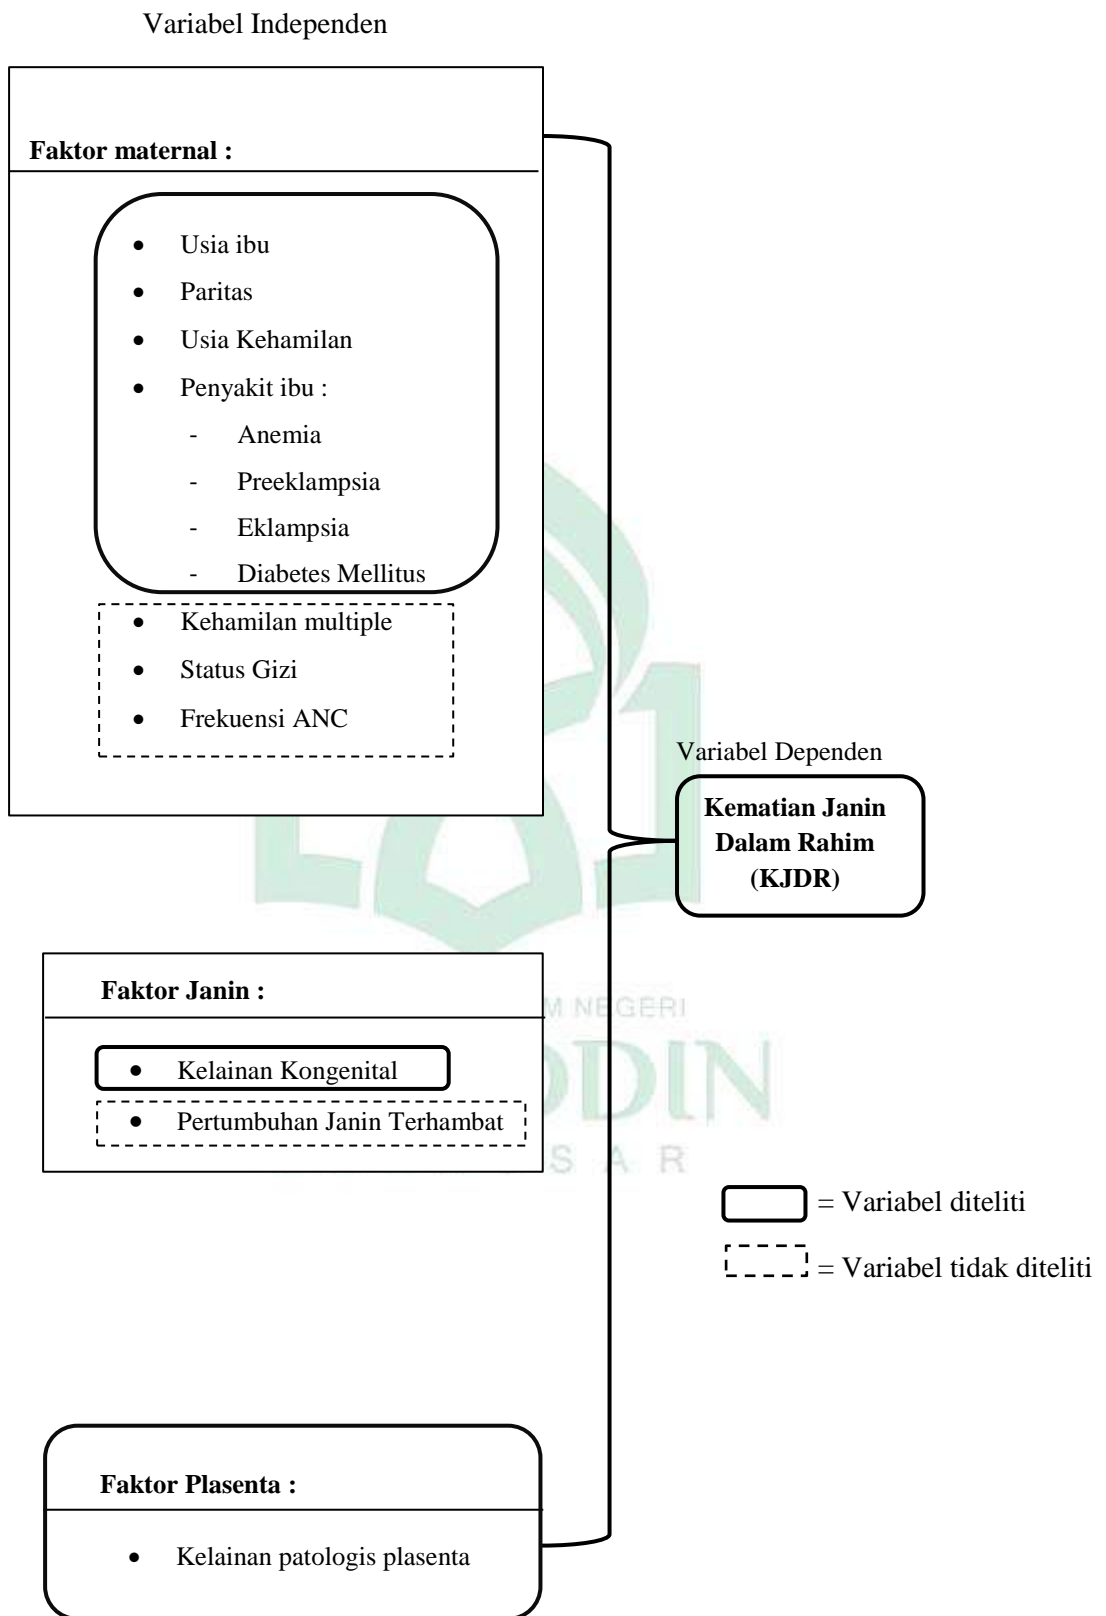 Variabel Independen
Faktor maternal :
• Usia ibu
• Paritas
• Usia Kehamilan
• Penyakit ibu :
- Anemia
- Preeklampsia
- Eklampsia
- Diabetes Mellitus
• Kehamilan multiple
• Status Gizi
• Frekuensi ANC
Variabel Dependen
Kematian Janin
Dalam Rahim
(KJDR)
Faktor Janin :
M NEGERI
• Kelainan Kongenital
DDIN
• Pertumbuhan Janin Terhambat
S A R
= Variabel diteliti
= Variabel tidak diteliti
Faktor Plasenta :
• Kelainan patologis plasenta